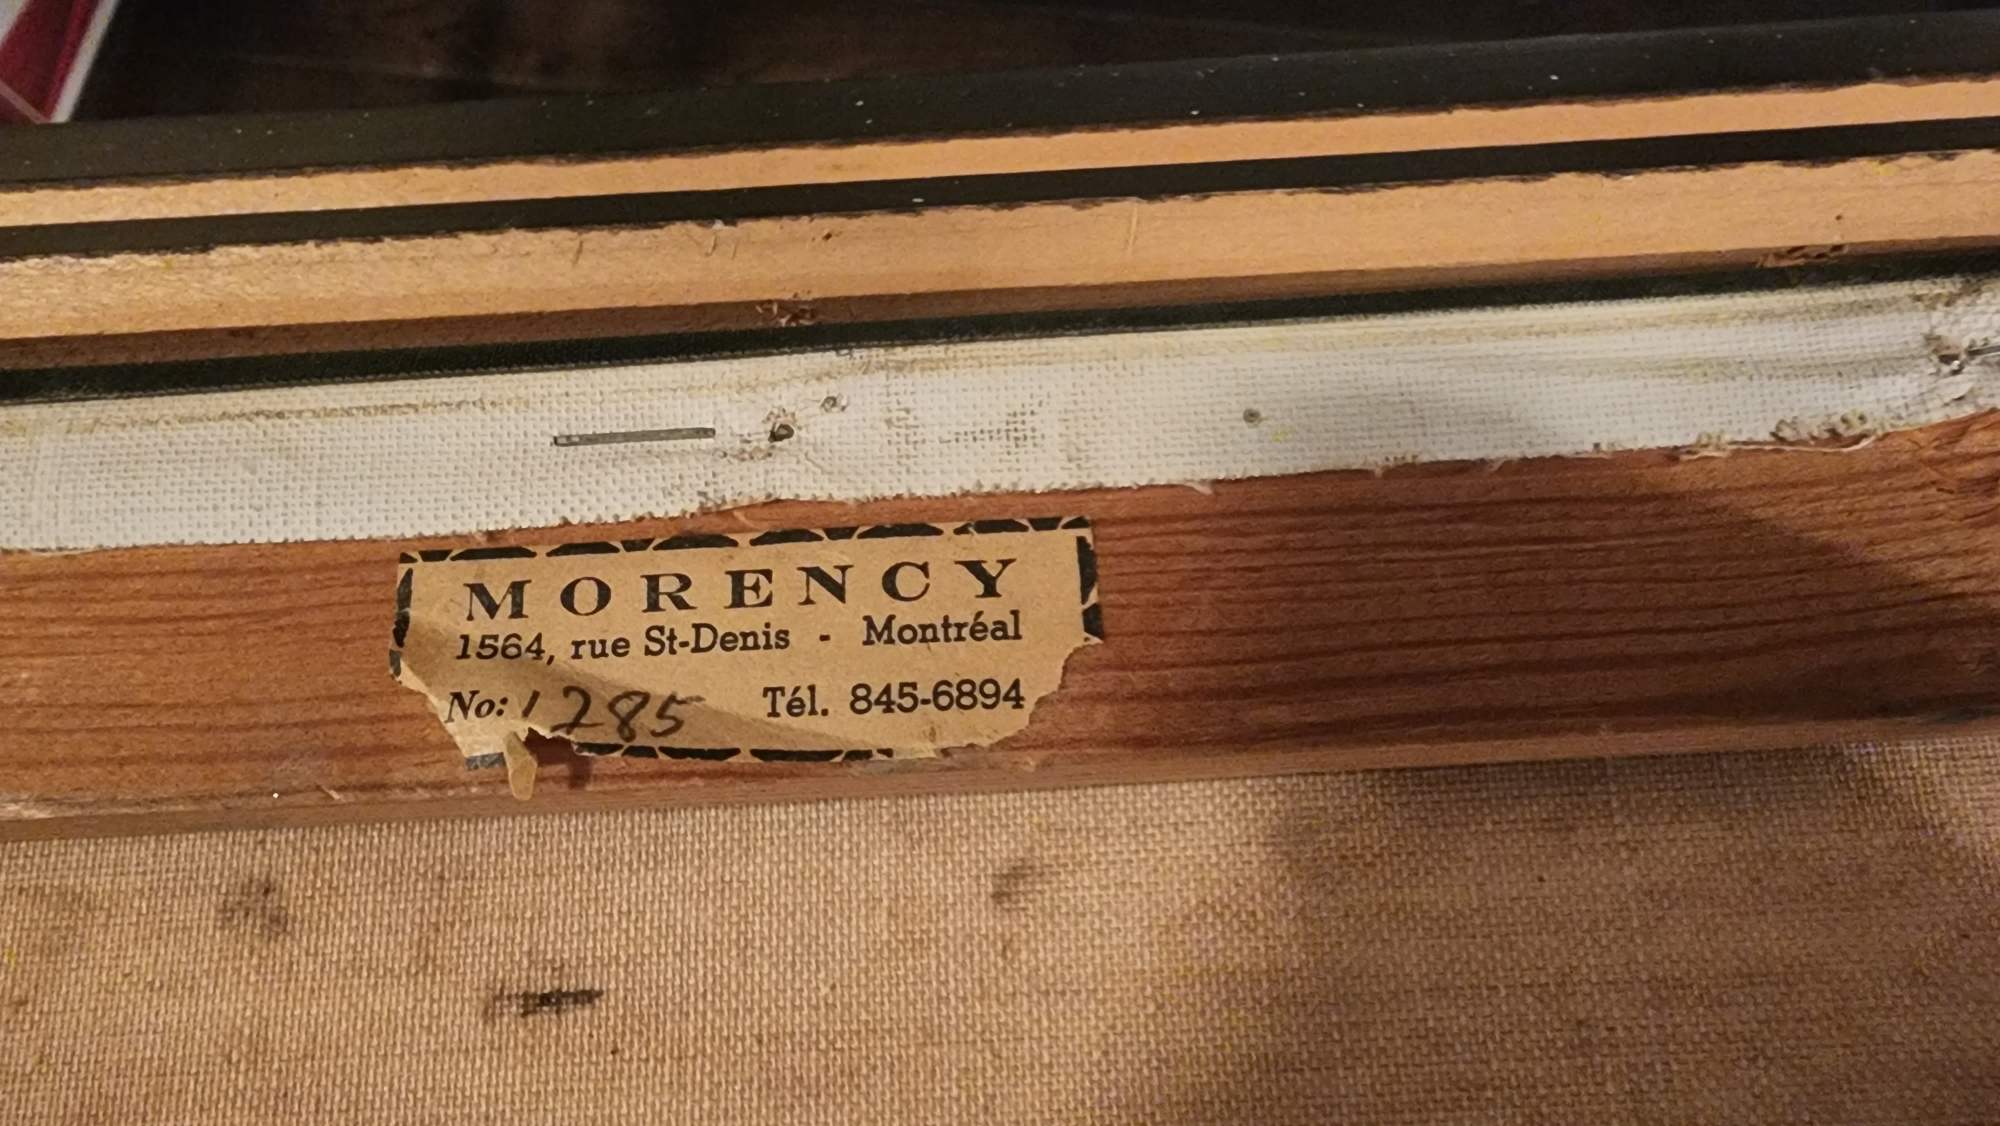 MORENCY
1564, rue St-Denis - Montréal
No: 1285 Tél. 845-6894